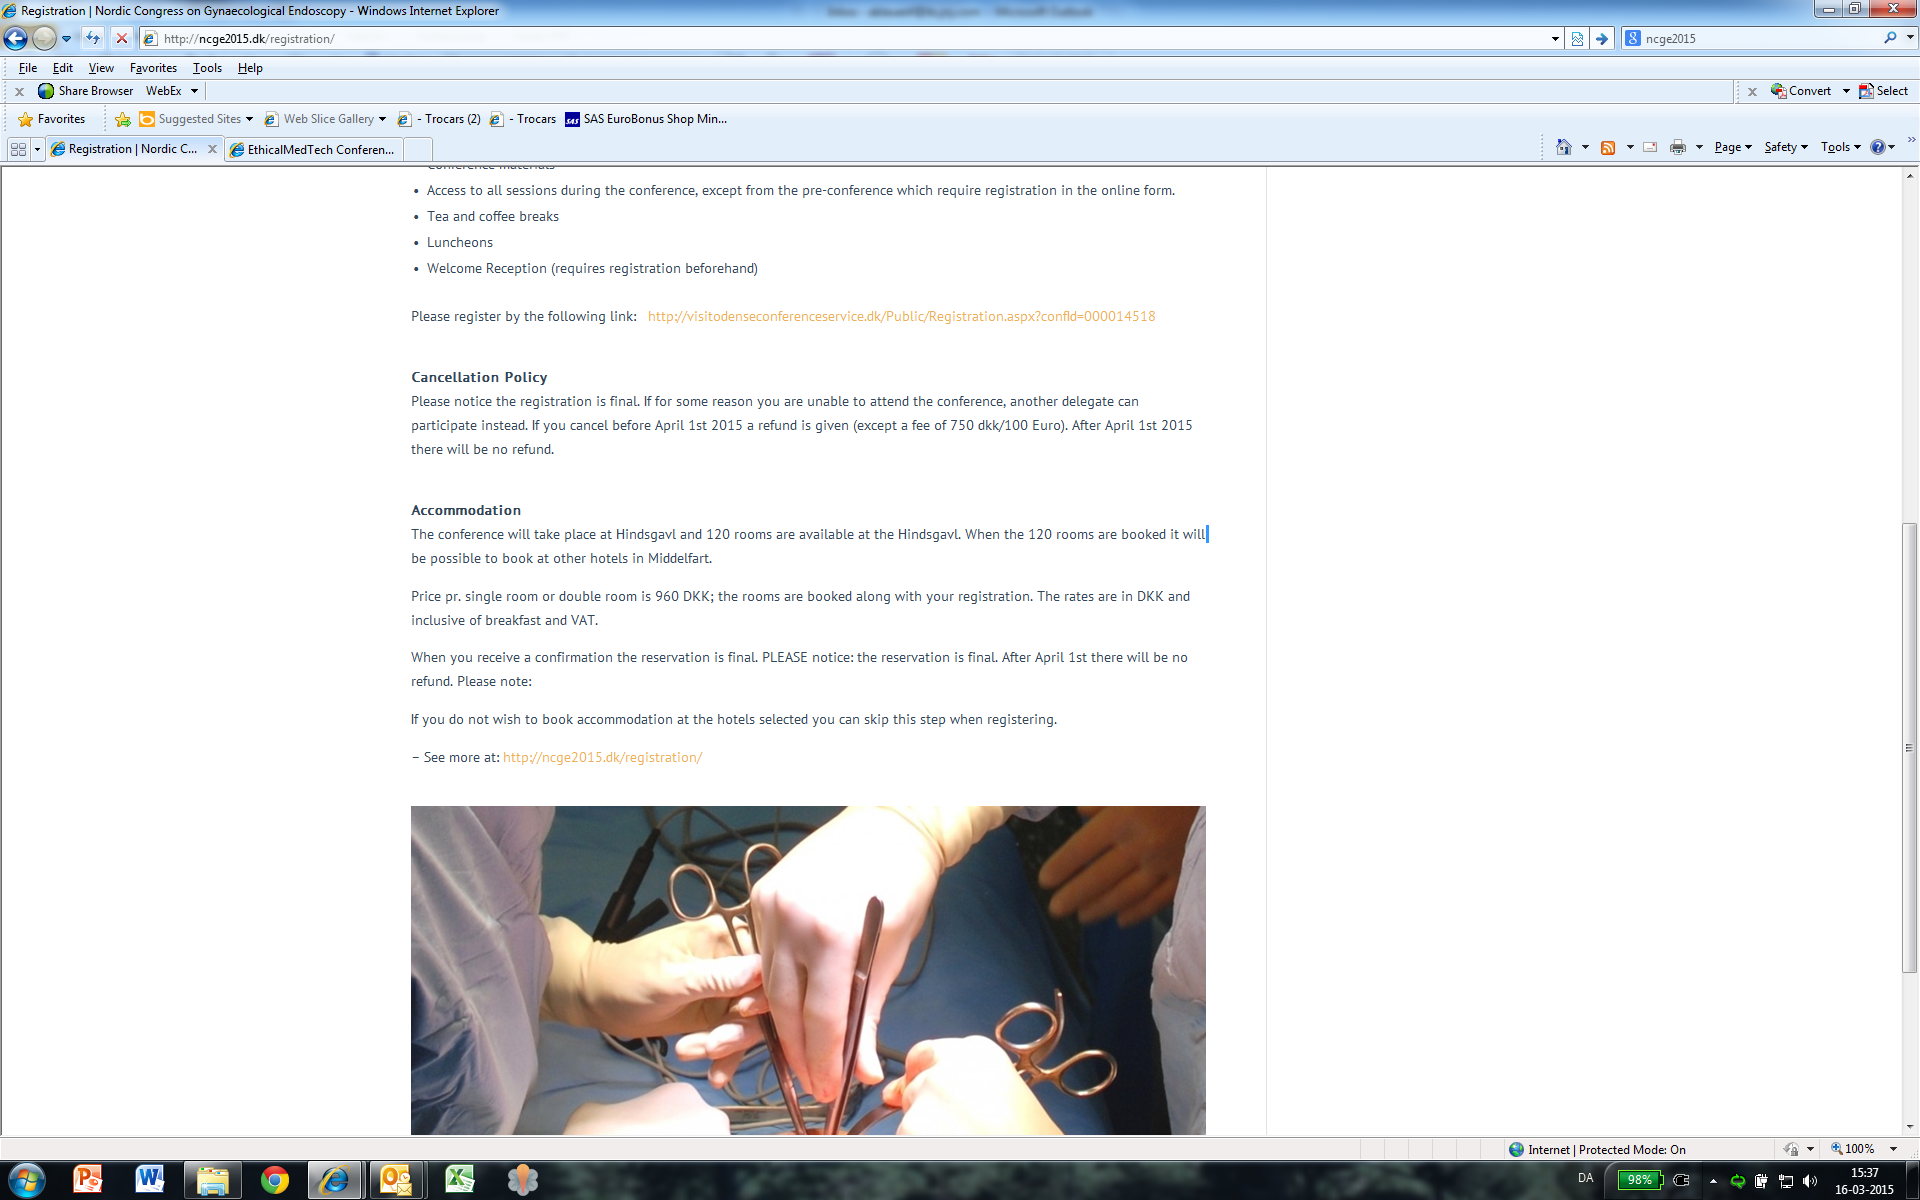 Registration | Nordic Congress on Gynaecological Endoscopy - Windows Internet Explorer
http://ncge2015.dk/registration/
ncge2015
File Edit View Favorites Tools Help
x Share Browser WebEx
x Convert Select
Favorites Suggested Sites Web Slice Gallery - Trocars (2) - Trocars SAS EuroBonus Shop Min...
Registration | Nordic C... x EthicalMedTech Conferen...
Page Safety Tools
Conference materials
• Access to all sessions during the conference, except from the pre-conference which require registration in the online form.
• Tea and coffee breaks
• Luncheons
• Welcome Reception (requires registration beforehand)
Please register by the following link: http://visitodenseconferenceservice.dk/Public/Registration.aspx?confId=000014518
Cancellation Policy
Please notice the registration is final. If for some reason you are unable to attend the conference, another delegate can
participate instead. If you cancel before April 1st 2015 a refund is given (except a fee of 750 dkk/100 Euro). After April 1st 2015
there will be no refund.
Accommodation
The conference will take place at Hindsgavl and 120 rooms are available at the Hindsgavl. When the 120 rooms are booked it will
be possible to book at other hotels in Middelfart.
Price pr. single room or double room is 960 DKK; the rooms are booked along with your registration. The rates are in DKK and
inclusive of breakfast and VAT.
When you receive a confirmation the reservation is final. PLEASE notice: the reservation is final. After April 1st there will be no
refund. Please note:
If you do not wish to book accommodation at the hotels selected you can skip this step when registering.
– See more at: http://ncge2015.dk/registration/
Internet | Protected Mode: On
100%
DA
98%
15:37
16-03-2015